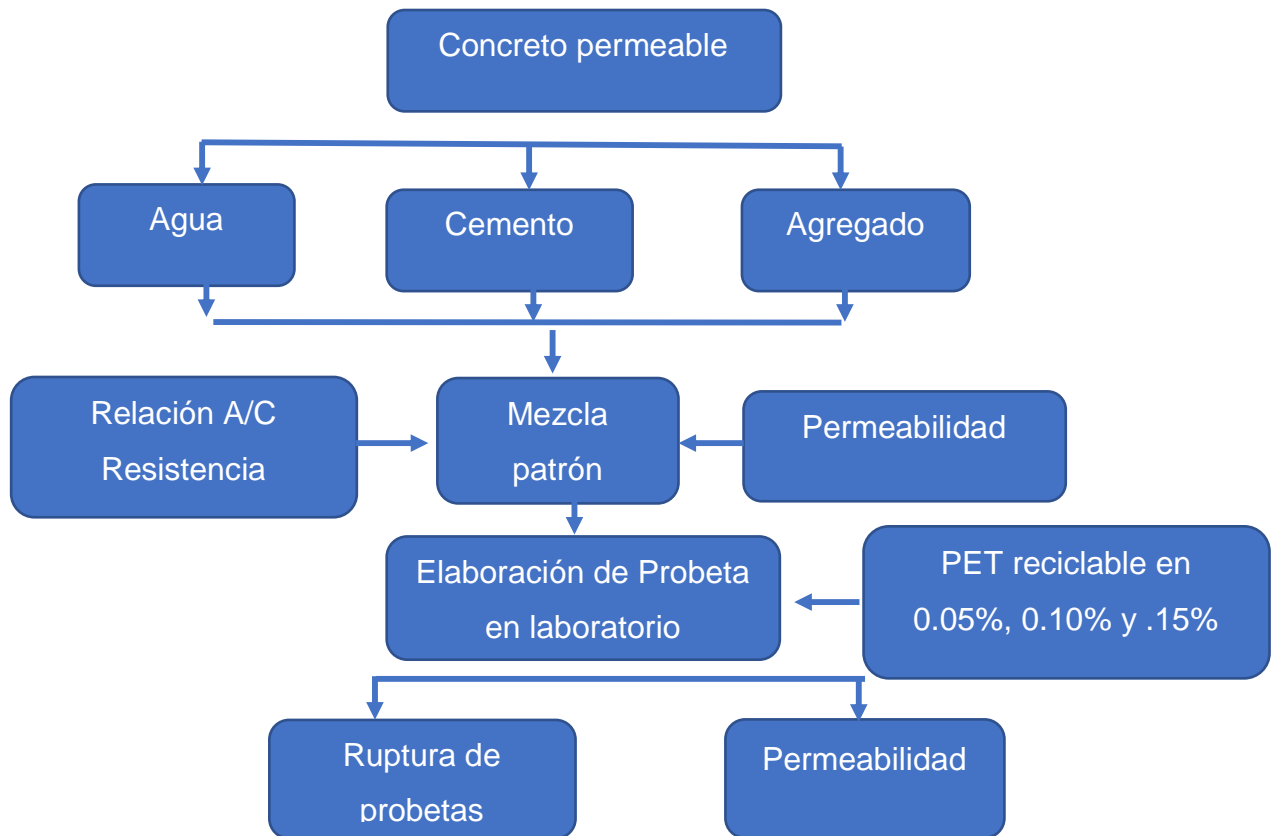 Concreto permeable
Agua
Cemento
Agregado
Relación A/C
Resistencia
Mezcla
patrón
Permeabilidad
Elaboración de Probeta
en laboratorio
PET reciclable en
0.05%, 0.10% y .15%
Ruptura de
probetas
Permeabilidad